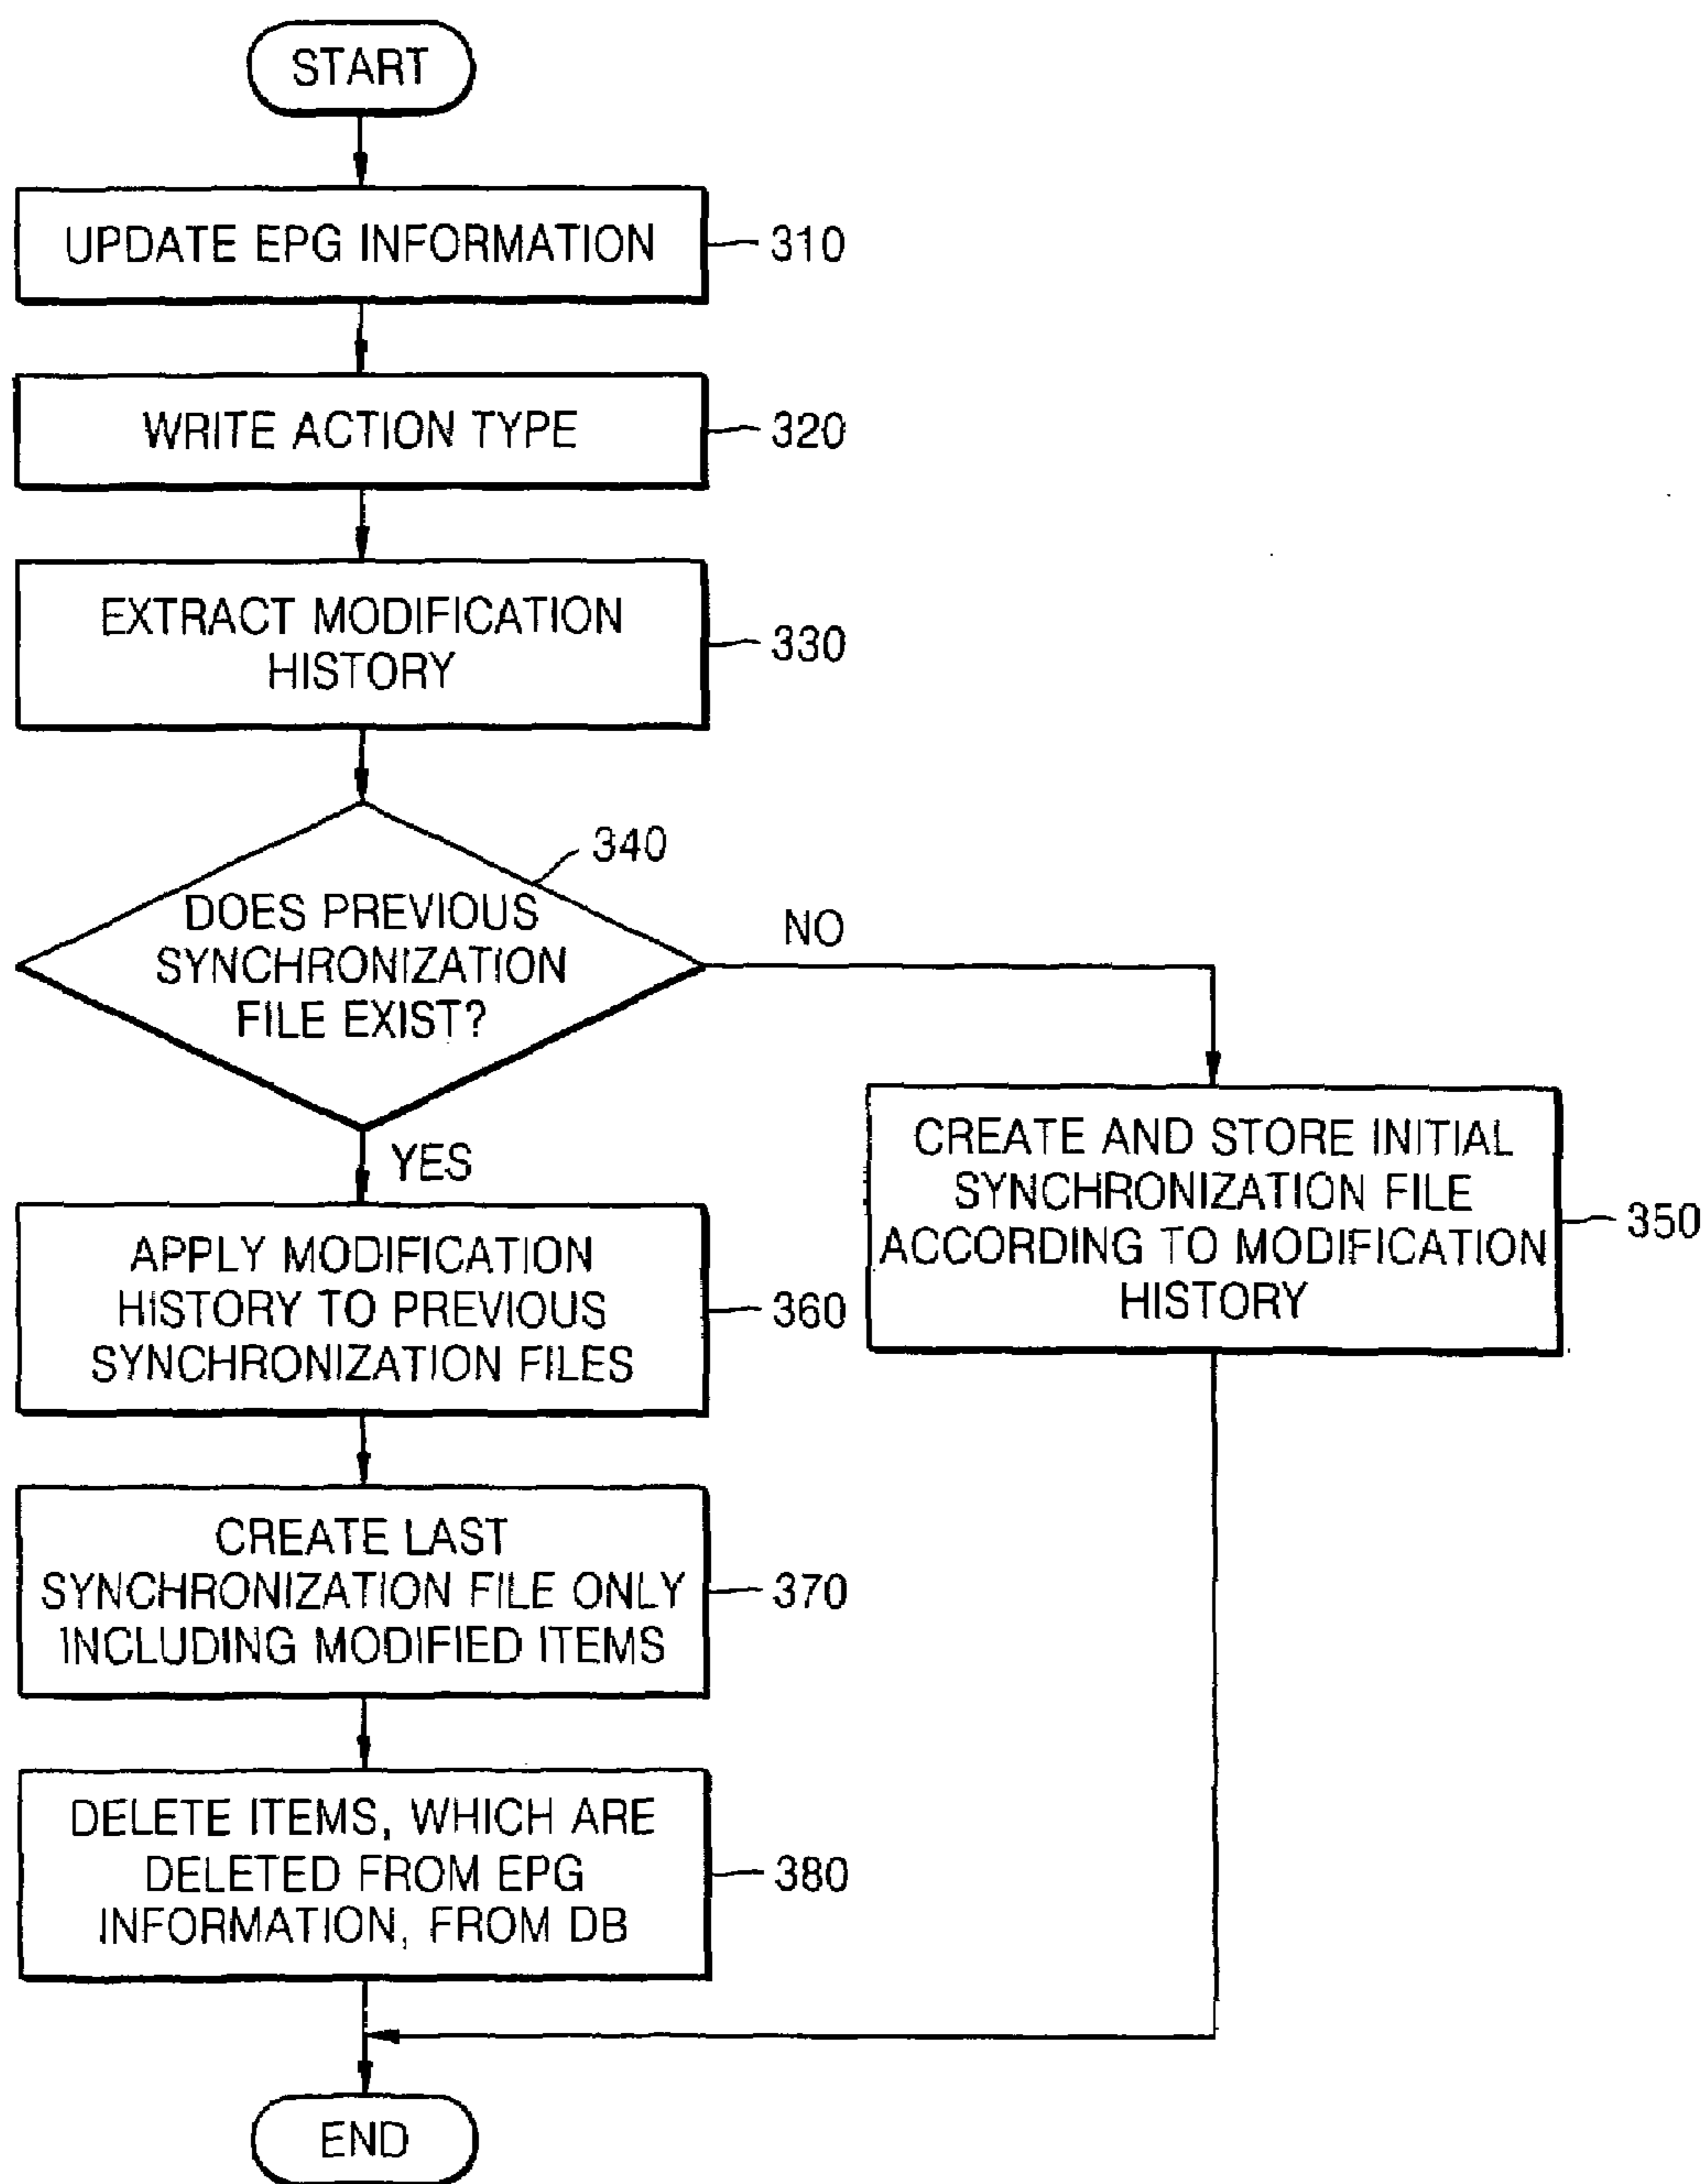 START
UPDATE EPG INFORMATION
310
WRITE ACTION TYPE
320
EXTRACT MODIFICATION
HISTORY
330
340
DOES PREVIOUS
SYNCHRONIZATION
FILE EXIST?
NO
YES
CREATE AND STORE INITIAL
SYNCHRONIZATION FILE
ACCORDING TO MODIFICATION
HISTORY
350
APPLY MODIFICATION
HISTORY TO PREVIOUS
SYNCHRONIZATION FILES
360
CREATE LAST
SYNCHRONIZATION FILE ONLY
INCLUDING MODIFIED ITEMS
370
DELETE ITEMS, WHICH ARE
DELETED FROM EPG
INFORMATION, FROM DB
380
END